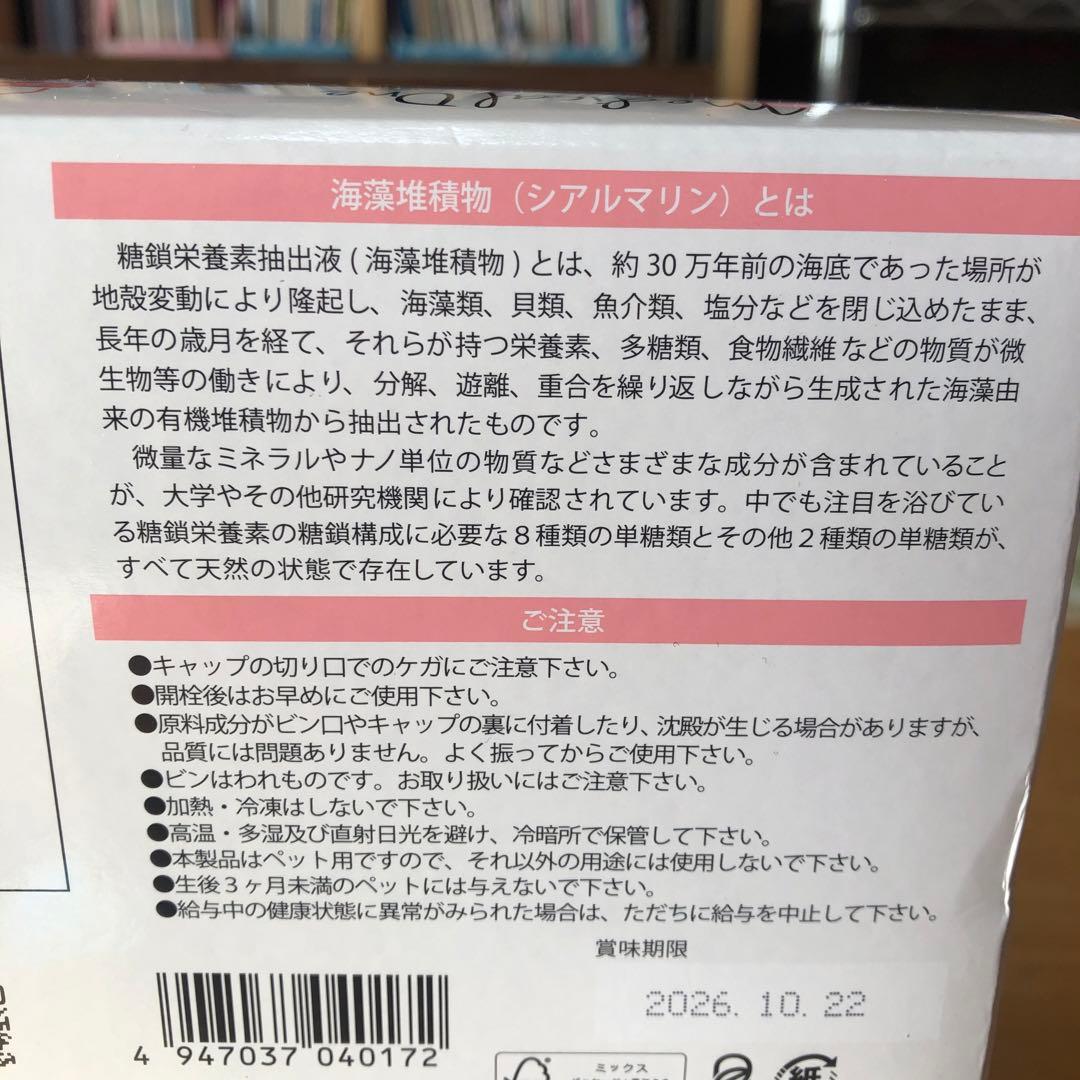 海藻堆積物（シアルマリン）とは
糖鎖栄養素抽出液(海藻堆積物)とは、約30万年前の海底であった場所が
地殻変動により隆起し、海藻類、貝類、魚介類、塩分などを閉じ込めたまま、
長年の歳月を経て、それらが持つ栄養素、多糖類、食物繊維などの物質が微
生物等の働きにより、分解、遊離、重合を繰り返しながら生成された海藻由
来の有機堆積物から抽出されたものです。
微量なミネラルやナノ単位の物質などさまざまな成分が含まれていること
が、大学やその他研究機関により確認されています。中でも注目を浴びてい
る糖鎖栄養素の糖鎖構成に必要な８種類の単糖類とその他２種類の単糖類が、
すべて天然の状態で存在しています。
ご注意
●キャップの切り口でのケガにご注意下さい。
●開栓後はお早めにご使用下さい。
●原料成分がビン口やキャップの裏に付着したり、沈殿が生じる場合がありますが、
品質には問題ありません。よく振ってからご使用下さい。
●ビンはわれものです。お取り扱いにはご注意下さい。
●加熱・冷凍はしないで下さい。
●高温・多湿及び直射日光を避け、冷暗所で保管して下さい。
●本製品はペット用ですので、それ以外の用途には使用しないで下さい。
●生後３ヶ月未満のペットには与えないで下さい。
●給与中の健康状態に異常がみられた場合は、ただちに給与を中止して下さい。
賞味期限
2026.10.22
4 947037 040172
ミックス
紙